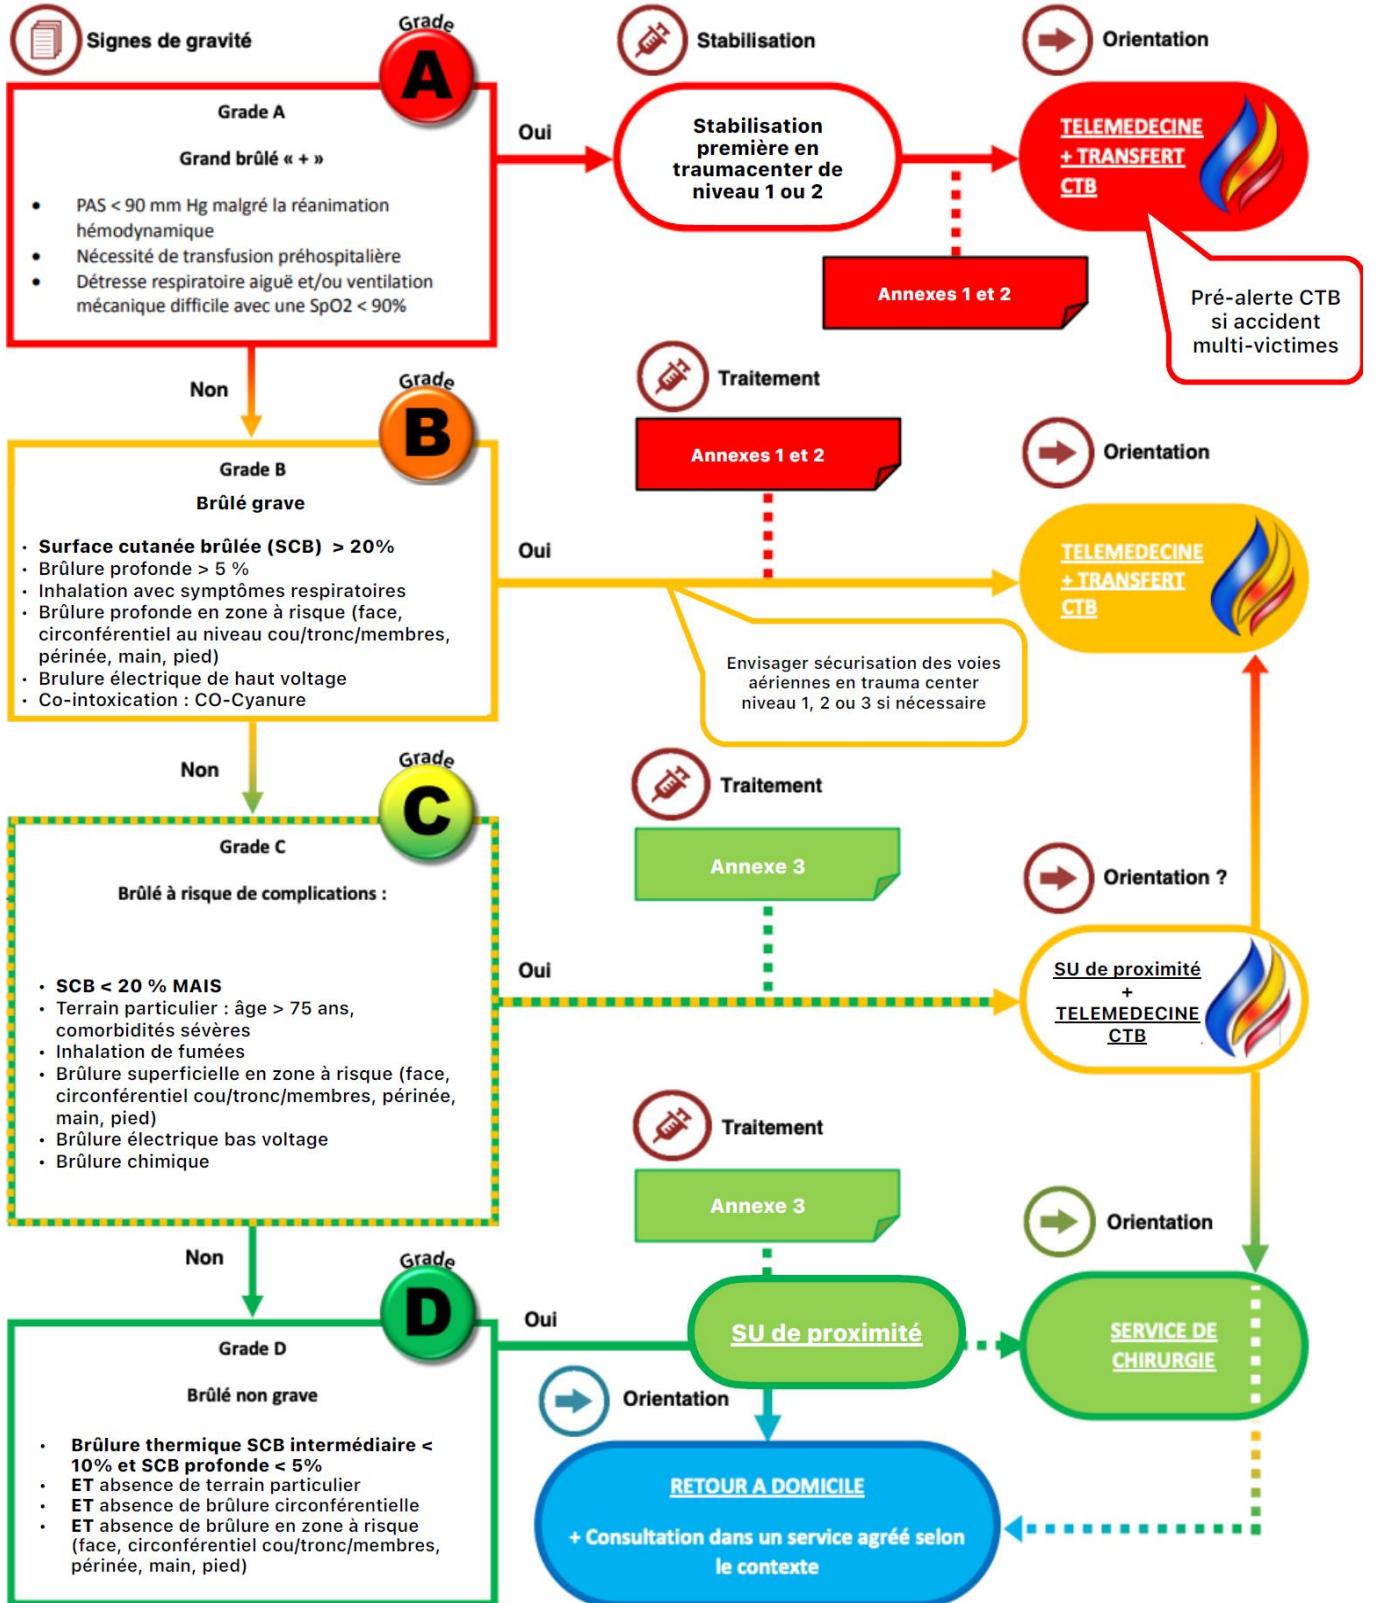 Signes de gravité
Grade
A
Stabilisation
Orientation
Grade A
Grand brûlé « + »
• PAS < 90 mm Hg malgré la réanimation
hémodynamique
• Nécessité de transfusion préhospitalière
• Détresse respiratoire aiguë et/ou ventilation
mécanique difficile avec une SpO2 < 90%
Oui
Stabilisation
première en
traumacenter de
niveau 1 ou 2
TELEMEDECINE
+ TRANSFERT
CTB
Annexes 1 et 2
Pré-alerte CTB
si accident
multi-victimes
Non
Grade
B
Traitement
Annexes 1 et 2
Orientation
Grade B
Brûlé grave
• Surface cutanée brûlée (SCB) > 20%
• Brûlure profonde > 5 %
• Inhalation avec symptômes respiratoires
• Brûlure profonde en zone à risque (face,
circonférentiel au niveau cou/tronc/membres,
périnée, main, pied)
• Brulure électrique de haut voltage
• Co-intoxication : CO-Cyanure
Oui
TELEMEDECINE
+ TRANSFERT
CTB
Envisager sécurisation des voies
aériennes en trauma center
niveau 1, 2 ou 3 si nécessaire
Non
Grade
C
Traitement
Annexe 3
Orientation ?
Grade C
Brûlé à risque de complications :
• SCB < 20 % MAIS
• Terrain particulier : âge > 75 ans,
comorbidités sévères
• Inhalation de fumées
• Brûlure superficielle en zone à risque (face,
circonférentiel cou/tronc/membres, périnée,
main, pied)
• Brûlure électrique bas voltage
• Brûlure chimique
Oui
SU de proximité
+
TELEMEDECINE
CTB
Non
Grade
D
Traitement
Annexe 3
Orientation
Grade D
Brûlé non grave
• Brûlure thermique SCB intermédiaire <
10% et SCB profonde < 5%
• ET absence de terrain particulier
• ET absence de brûlure circonférentielle
• ET absence de brûlure en zone à risque
(face, circonférentiel cou/tronc/membres,
périnée, main, pied)
Oui
SU de proximité
SERVICE DE
CHIRURGIE
Orientation
RETOUR A DOMICILE
+ Consultation dans un service agréé selon
le contexte